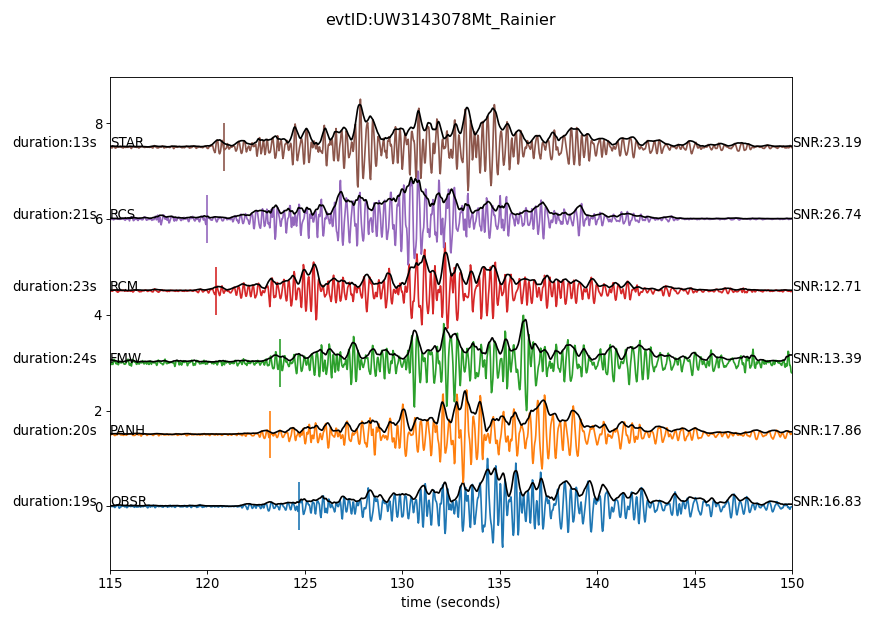 evtID:UW3143078Mt_Rainier
8
duration:13s STAR SNR:23.19
duration:21s RCS SNR:26.74
6
duration:23s RCM SNR:12.71
4
duration:24s FMW SNR:13.39
2
duration:20s PANH SNR:17.86
duration:19s OBSR SNR:16.83
0
115 120 125 130 135 140 145 150
time (seconds)